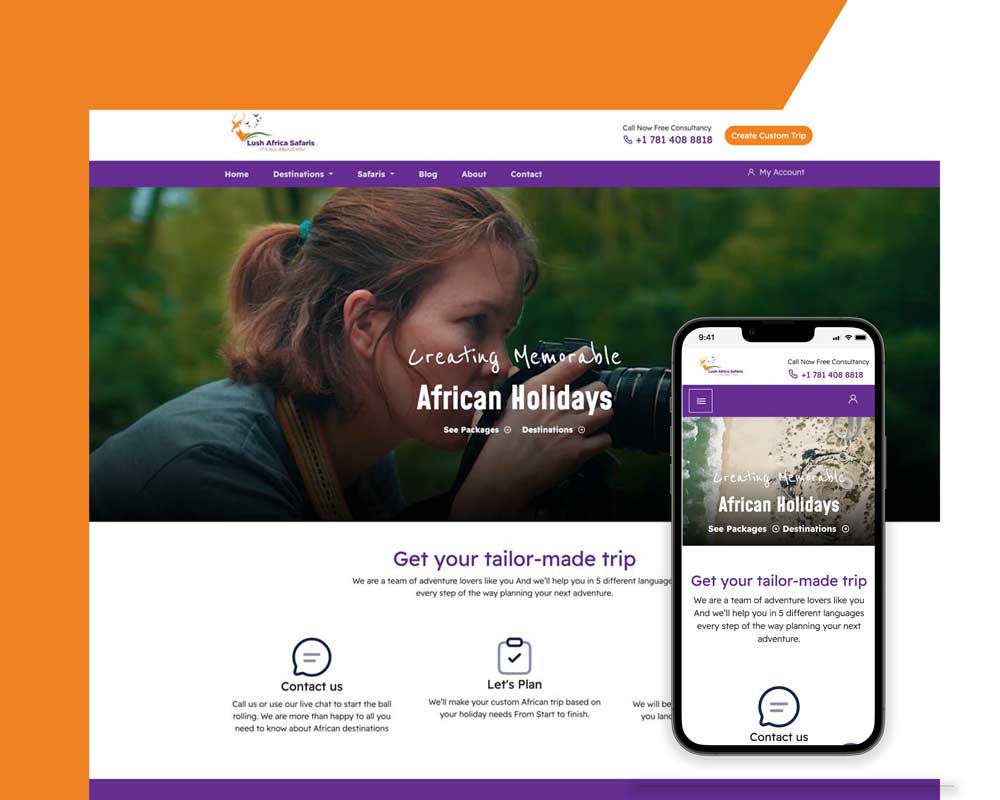 Lush Africa Safaris
IT'S ALL ABOUT YOU
Call Now Free Consultancy
+1 781 408 8818
Create Custom Trip
Home
Destinations
Safaris
Blog
About
Contact
My Account
Creating Memorable
African Holidays
See Packages
Destinations
Get your tailor-made trip
We are a team of adventure lovers like you And we'll help you in 5 different language
every step of the way planning your next adventure.
Contact us
Call us or use our live chat to start the ball
rolling. We are more than happy to all you
need to know about African destinations
Let's Plan
We'll make your custom African trip based on
your holiday needs From Start to finish.
We will be
you land
9:41
Lush Africa Safaris
Call Now Free Consultancy
+1 781 408 8818
Creating Memorable
African Holidays
See Packages
Destinations
Get your tailor-made trip
We are a team of adventure lovers like you
And we'll help you in 5 different languages
every step of the way planning your next
adventure.
Contact us